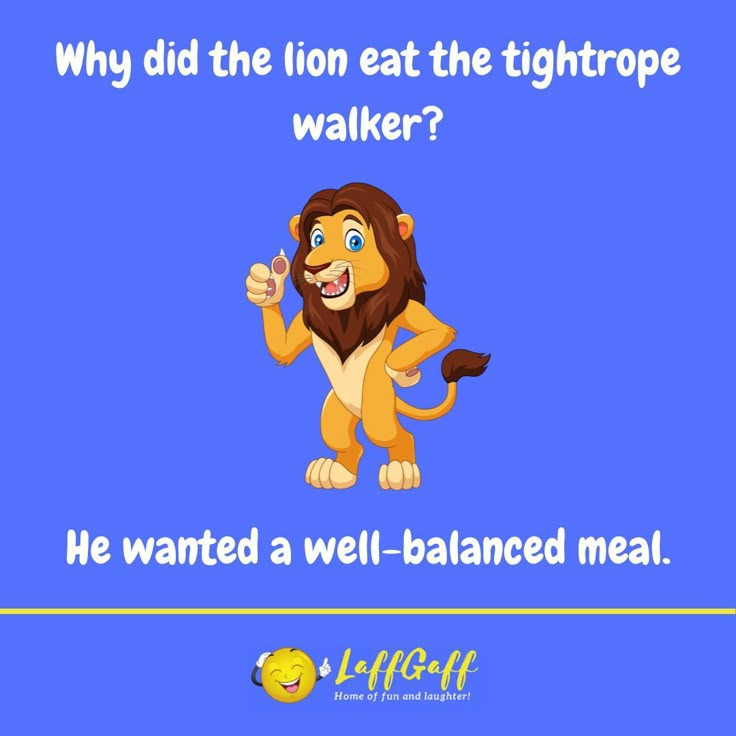 Why did the lion eat the tightrope
walker?
He wanted a well-balanced meal.
LaffGaff
Home of fun and laughter!